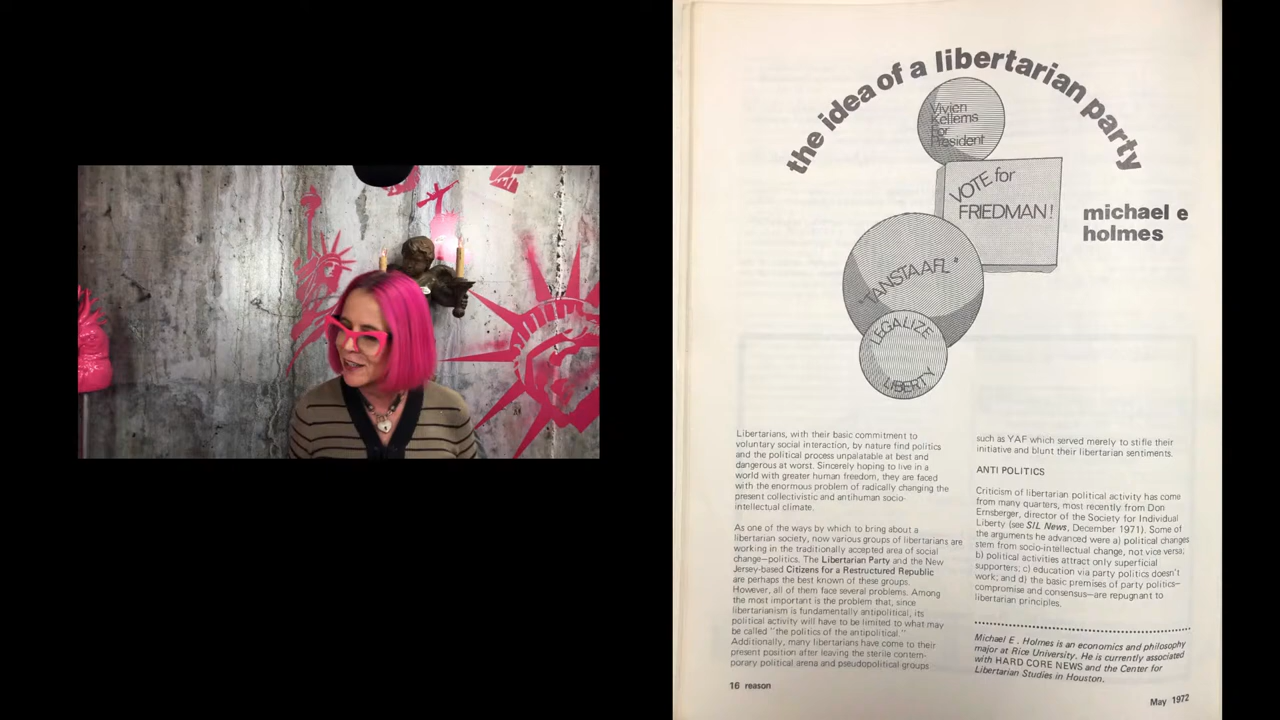 the idea of a libertarian party
Vivien
Kellems
For
President
VOTE for
FRIEDMAN!
michael e
holmes
"TANSTAAFL"
LEGALIZE
LIBERTY
Libertarians, with their basic commitment to
voluntary social interaction, by nature find politics
and the political process unpalatable at best and
dangerous at worst. Sincerely hoping to live in a
world with greater human freedom, they are faced
with the enormous problem of radically changing the
present collectivistic and antihuman socio-
intellectual climate.
As one of the ways by which to bring about a
libertarian society, now various groups of libertarians are
working in the traditionally accepted area of social
change—politics. The Libertarian Party and the New
Jersey-based Citizens for a Restructured Republic
are perhaps the best known of these groups.
However, all of them face several problems. Among
the most important is the problem that, since
libertarianism is fundamentally antipolitical, its
political activity will have to be limited to what may
be called "the politics of the antipolitical."
Additionally, many libertarians have come to their
present position after leaving the sterile contem-
porary political arena and pseudopolitical groups
such as YAF which served merely to stifle their
initiative and blunt their libertarian sentiments.
ANTI POLITICS
Criticism of libertarian political activity has come
from many quarters, most recently from Don
Ernsberger, director of the Society for Individual
Liberty (see SIL News, December 1971). Some of
the arguments he advanced were a) political changes
stem from socio-intellectual change, not vice versa;
b) political activities attract only superficial
supporters; c) education via party politics doesn't
work; and d) the basic premises of party politics—
compromise and consensus—are repugnant to
libertarian principles.
Michael E. Holmes is an economics and philosophy
major at Rice University. He is currently associated
with HARD CORE NEWS and the Center for
Libertarian Studies in Houston.
16 reason
May 1972